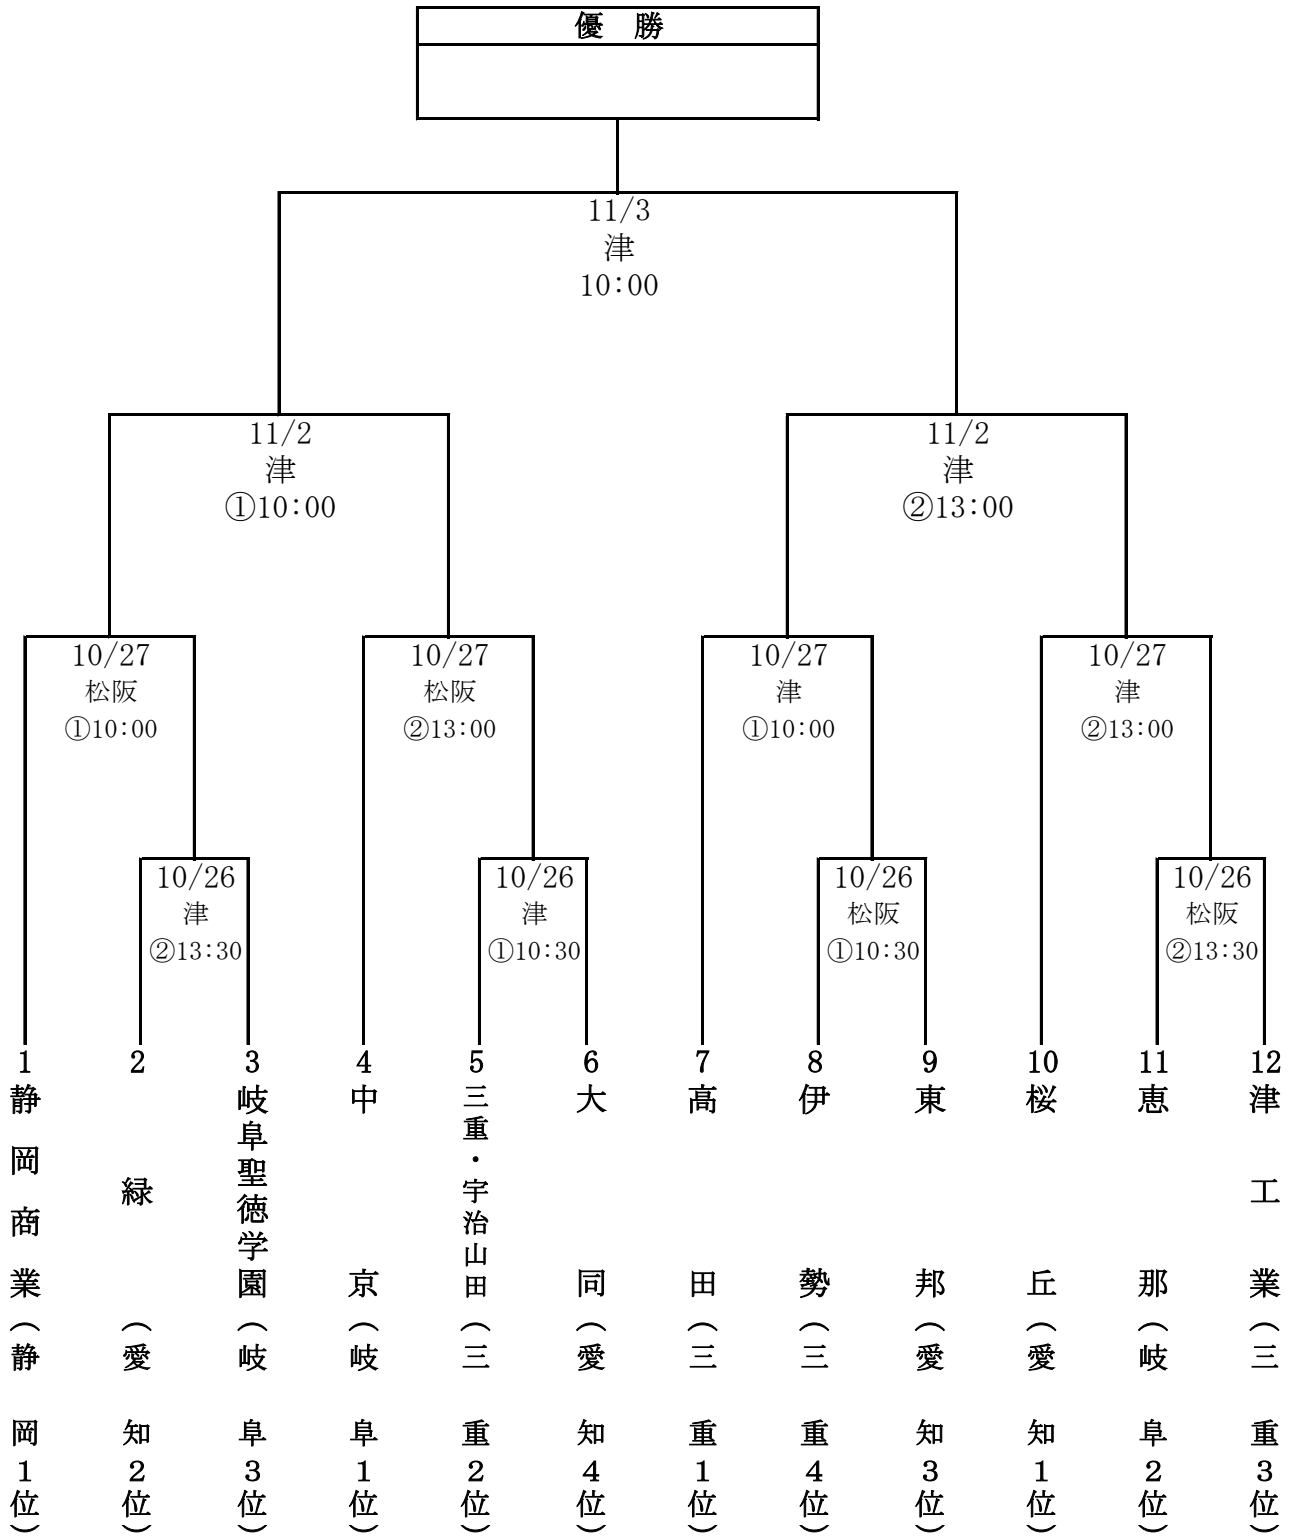 優　勝
11/3
津
10:00
11/2
津
①10:00
11/2
津
②13:00
10/27
松阪
①10:00
10/27
松阪
②13:00
10/27
津
①10:00
10/27
津
②13:00
10/26
津
②13:30
10/26
津
①10:30
10/26
松阪
①10:30
10/26
松阪
②13:30
1 静岡商業（静岡１位）
2 緑（愛知２位）
3 岐阜聖徳学園（岐阜３位）
4 中京（岐阜１位）
5 三重・宇治山田（三重２位）
6 大同（愛知４位）
7 高田（三重１位）
8 伊勢（三重４位）
9 東邦（愛知３位）
10 桜丘（愛知１位）
11 恵那（岐阜２位）
12 津工業（三重３位）